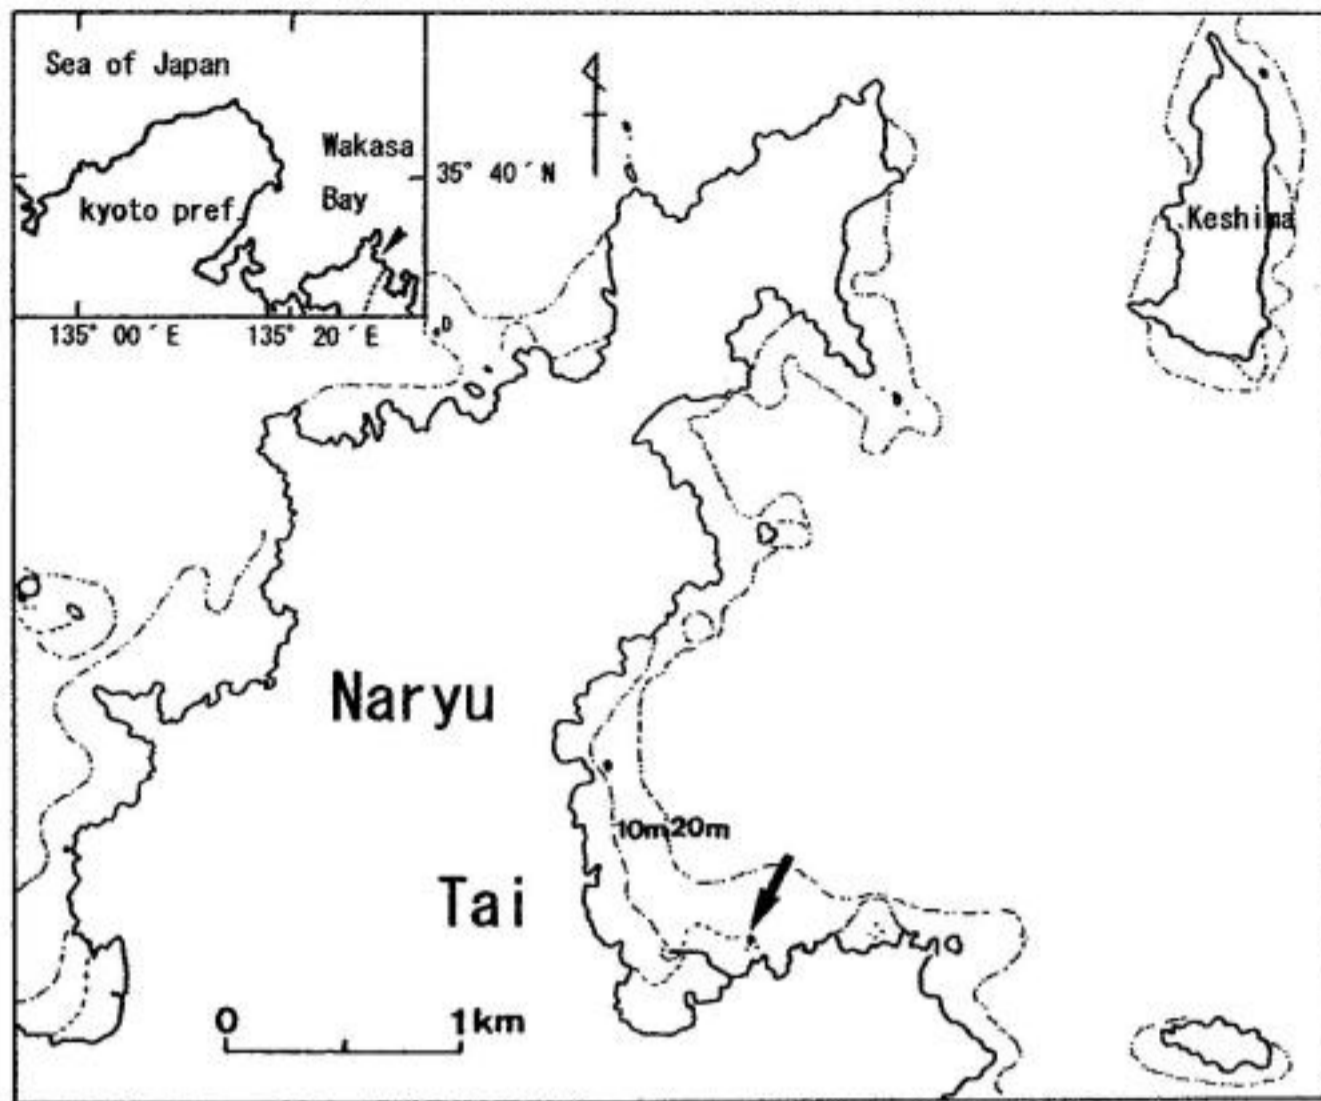 Sea of Japan
Wakasa
Bay
kyoto pref.
35° 40´N
135° 00´E
135° 20´E
Keshima
Naryu
10m 20m
Tai
0 1km